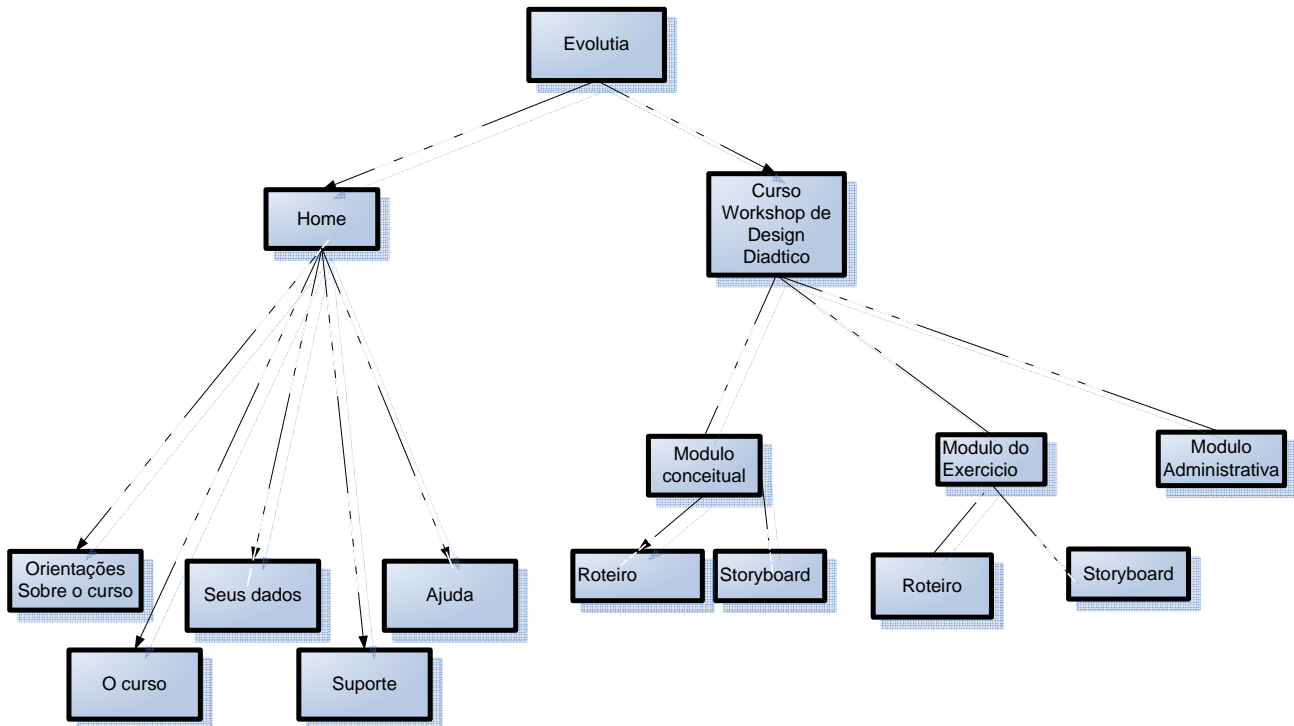 Evolutia
Home
Curso
Workshop de
Design
Diadtico
Modulo
conceitual
Modulo do
Exercicio
Modulo
Administrativa
Orientações
Sobre o curso
Seus dados
Ajuda
Roteiro
Storyboard
Roteiro
Storyboard
O curso
Suporte